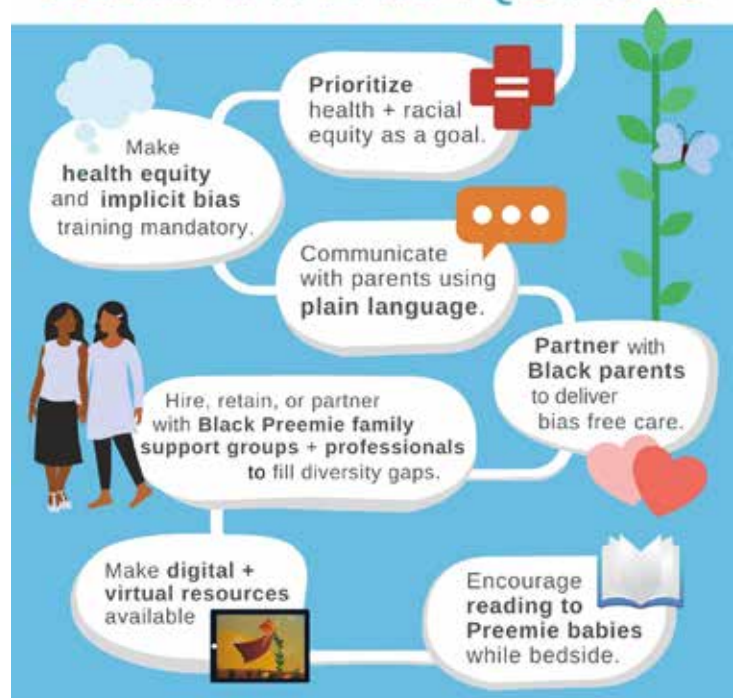 Prioritize
health + racial
equity as a goal.
Make
health equity
and implicit bias
training mandatory.
Communicate
with parents using
plain language.
Partner with
Black parents
to deliver
bias free care.
Hire, retain, or partner
with Black Preemie family
support groups + professionals
to fill diversity gaps.
Make digital +
virtual resources
available
Encourage
reading to
Preemie babies
while bedside.